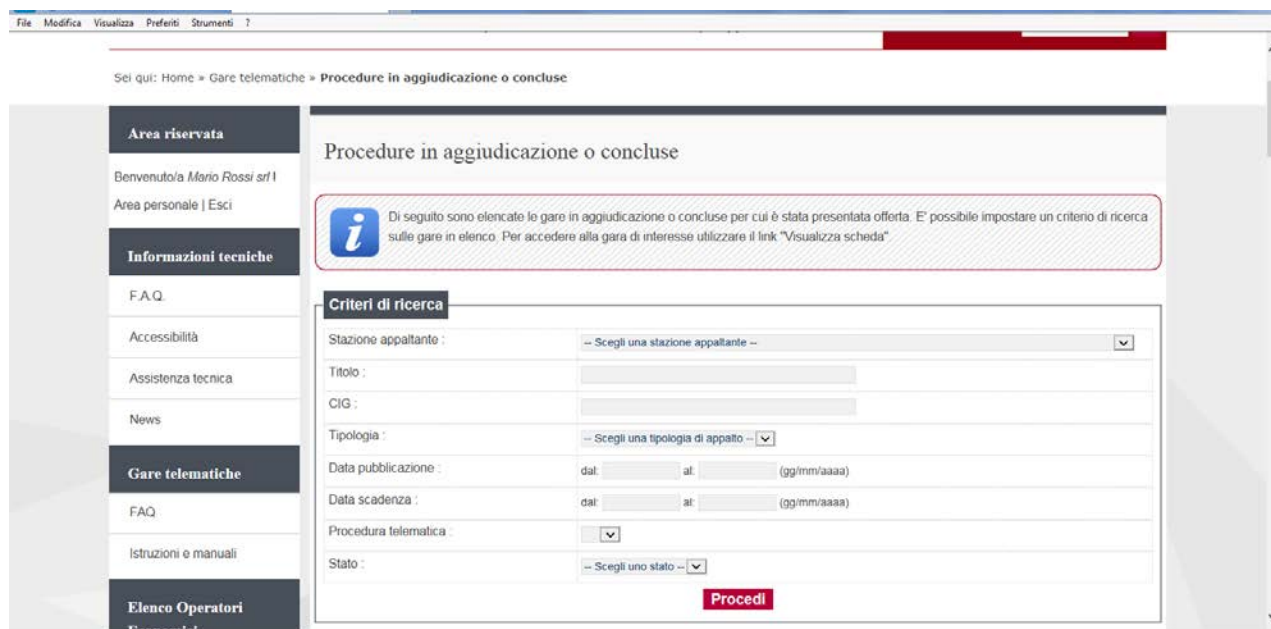 File Modifica Visualizza Preferiti Strumenti ?
Sei qui: Home » Gare telematiche » Procedure in aggiudicazione o concluse
Area riservata
Benvenuto/a Mario Rossi srl I
Area personale | Esci
Informazioni tecniche
F.A.Q.
Accessibilità
Assistenza tecnica
News
Gare telematiche
FAQ
Istruzioni e manuali
Elenco Operatori
Procedure in aggiudicazione o concluse
Di seguito sono elencate le gare in aggiudicazione o concluse per cui è stata presentata offerta. E' possibile impostare un criterio di ricerca
sulle gare in elenco. Per accedere alla gara di interesse utilizzare il link "Visualizza scheda".
Criteri di ricerca
Stazione appaltante : -- Scegli una stazione appaltante --
Titolo :
CIG :
Tipologia : -- Scegli una tipologia di appalto --
Data pubblicazione : dal: al: (gg/mm/aaaa)
Data scadenza : dal: al: (gg/mm/aaaa)
Procedura telematica :
Stato : -- Scegli uno stato --
Procedi